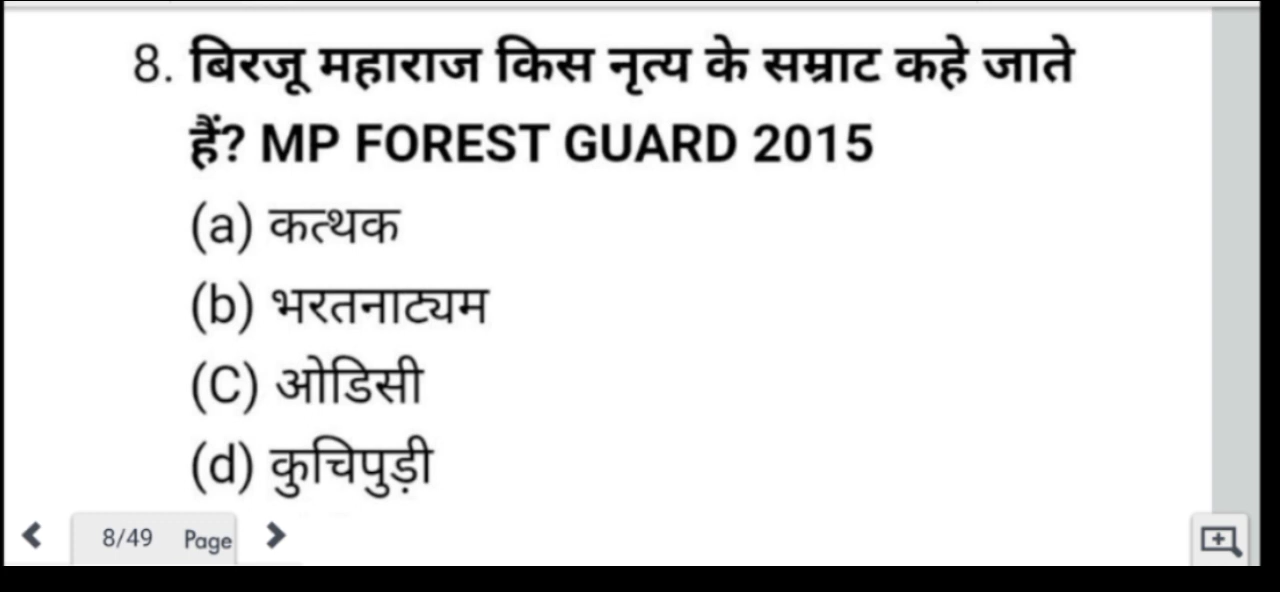 8. बिरजू महाराज किस नृत्य के सम्राट कहे जाते
हैं? MP FOREST GUARD 2015
(a) कत्थक
(b) भरतनाट्यम
(C) ओडिसी
(d) कुचिपुड़ी
8/49 Page